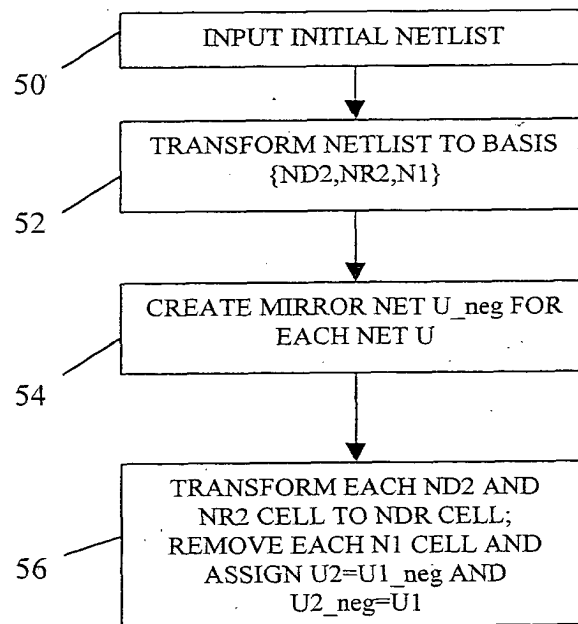 INPUT INITIAL NETLIST
50
TRANSFORM NETLIST TO BASIS
{ND2,NR2,N1}
52
CREATE MIRROR NET U_neg FOR
EACH NET U
54
TRANSFORM EACH ND2 AND
NR2 CELL TO NDR CELL;
REMOVE EACH N1 CELL AND
ASSIGN U2=U1_neg AND
U2_neg=U1
56